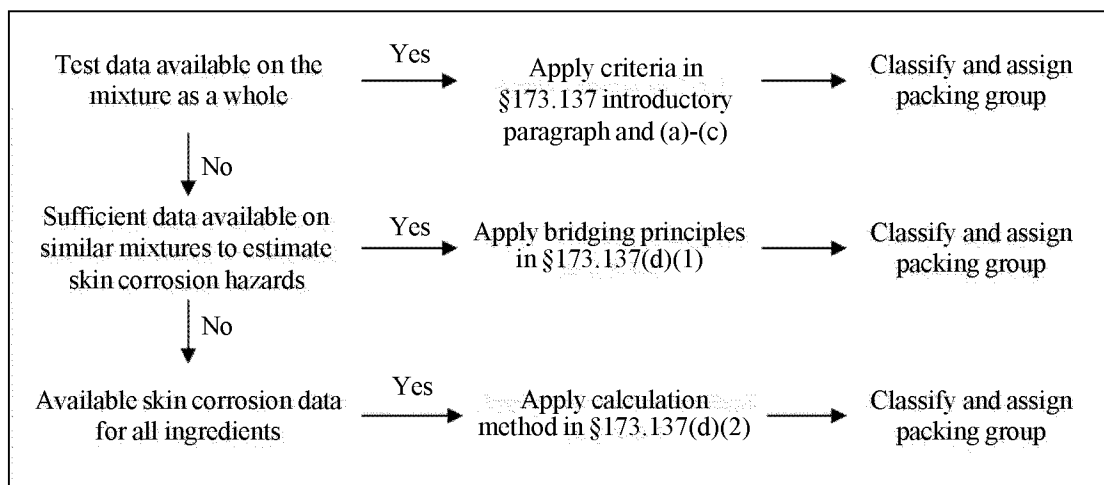 Test data available on the
mixture as a whole
Yes
Apply criteria in
§173.137 introductory
paragraph and (a)-(c)
Classify and assign
packing group
No
Sufficient data available on
similar mixtures to estimate
skin corrosion hazards
Yes
Apply bridging principles
in §173.137(d)(1)
Classify and assign
packing group
No
Available skin corrosion data
for all ingredients
Yes
Apply calculation
method in §173.137(d)(2)
Classify and assign
packing group